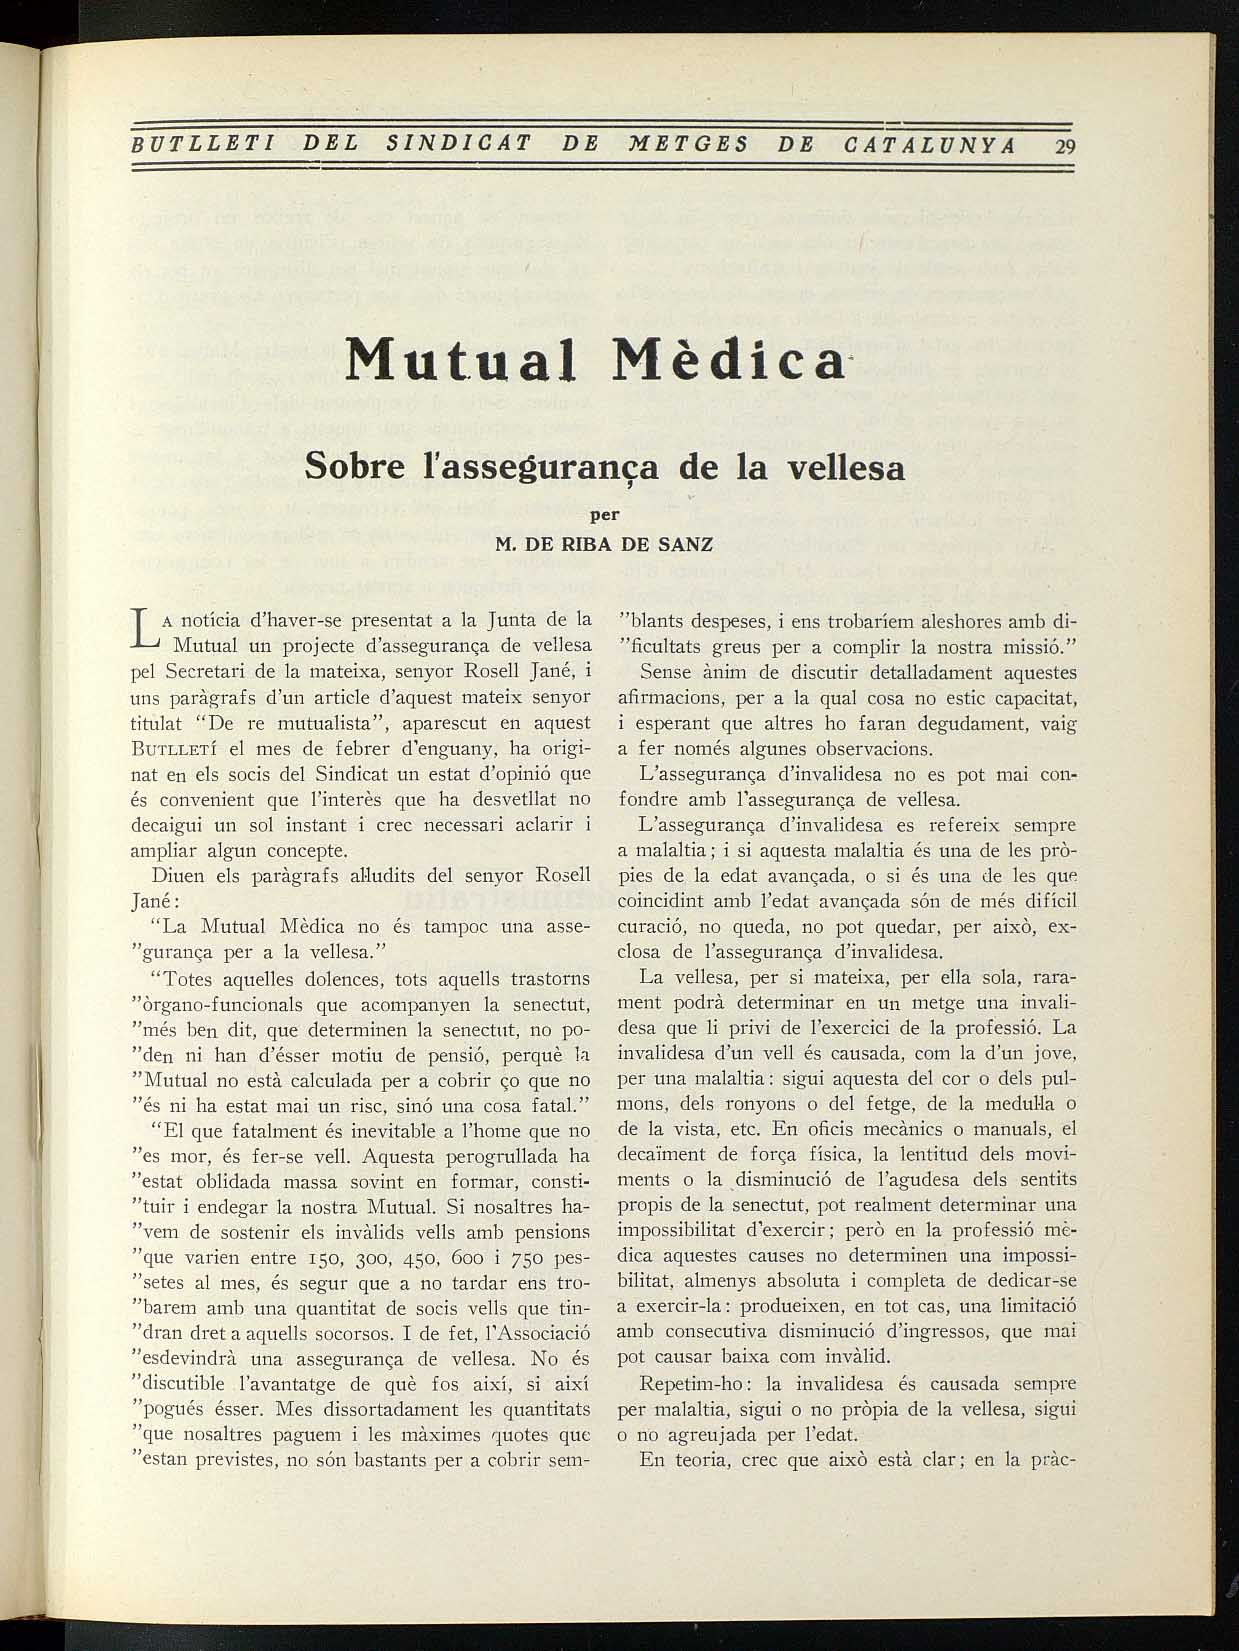 BUTLLETI DEL SINDICAT DE METGES DE CATALUNYA 29
Mutual Mèdica
Sobre l'assegurança de la vellesa
per
M. DE RIBA DE SANZ
LA notícia d'haver-se presentat a la Junta de la
Mutual un projecte d'assegurança de vellesa
pel Secretari de la mateixa, senyor Rosell Jané, i
uns paràgrafs d'un article d'aquest mateix senyor
titulat "De re mutualista", aparescut en aquest
BUTLLETÍ el mes de febrer d'enguany, ha origi-
nat en els socis del Sindicat un estat d'opinió que
és convenient que l'interès que ha desvetllat no
decaigui un sol instant i crec necessari aclarir i
ampliar algun concepte.
Diuen els paràgrafs al·ludits del senyor Rosell
Jané:
"La Mutual Mèdica no és tampoc una asse-
"gurança per a la vellesa."
"Totes aquelles dolences, tots aquells trastorns
"òrgano-funcionals que acompanyen la senectut,
"més ben dit, que determinen la senectut, no po-
"den ni han d'ésser motiu de pensió, perquè la
"Mutual no està calculada per a cobrir ço que no
"és ni ha estat mai un risc, sinó una cosa fatal."
"El que fatalment és inevitable a l'home que no
"es mor, és fer-se vell. Aquesta perogrullada ha
"estat oblidada massa sovint en formar, consti-
"tuir i endegar la nostra Mutual. Si nosaltres ha-
"vem de sostenir els invàlids vells amb pensions
"que varien entre 150, 300, 450, 600 i 750 pes-
"setes al mes, és segur que a no tardar ens tro-
"barem amb una quantitat de socis vells que tin-
"dran dret a aquells socorsos. I de fet, l'Associació
"esdevindrà una assegurança de vellesa. No és
"discutible l'avantatge de què fos així, si així
"pogués ésser. Mes dissortadament les quantitats
"que nosaltres paguem i les màximes quotes que
"estan previstes, no són bastants per a cobrir sem-
"blants despeses, i ens trobaríem aleshores amb di-
"ficultats greus per a complir la nostra missió."
Sense ànim de discutir detalladament aquestes
afirmacions, per a la qual cosa no estic capacitat,
i esperant que altres ho faran degudament, vaig
a fer només algunes observacions.
L'assegurança d'invalidesa no es pot mai con-
fondre amb l'assegurança de vellesa.
L'assegurança d'invalidesa es refereix sempre
a malaltia; i si aquesta malaltia és una de les prò-
pies de la edat avançada, o si és una de les que
coincidint amb l'edat avançada són de més difícil
curació, no queda, no pot quedar, per això, ex-
closa de l'assegurança d'invalidesa.
La vellesa, per si mateixa, per ella sola, rara-
ment podrà determinar en un metge una invali-
desa que li privi de l'exercici de la professió. La
invalidesa d'un vell és causada, com la d'un jove,
per una malaltia: sigui aquesta del cor o dels pul-
mons, dels ronyons o del fetge, de la medul·la o
de la vista, etc. En oficis mecànics o manuals, el
decaïment de força física, la lentitud dels movi-
ments o la disminució de l'agudesa dels sentits
propis de la senectut, pot realment determinar una
impossibilitat d'exercir; però en la professió mè-
dica aquestes causes no determinen una impossi-
bilitat, almenys absoluta i completa de dedicar-se
a exercir-la: produeixen, en tot cas, una limitació
amb consecutiva disminució d'ingressos, que mai
pot causar baixa com invàlid.
Repetim-ho: la invalidesa és causada sempre
per malaltia, sigui o no pròpia de la vellesa, sigui
o no agreujada per l'edat.
En teoria, crec que això està clar; en la pràc-